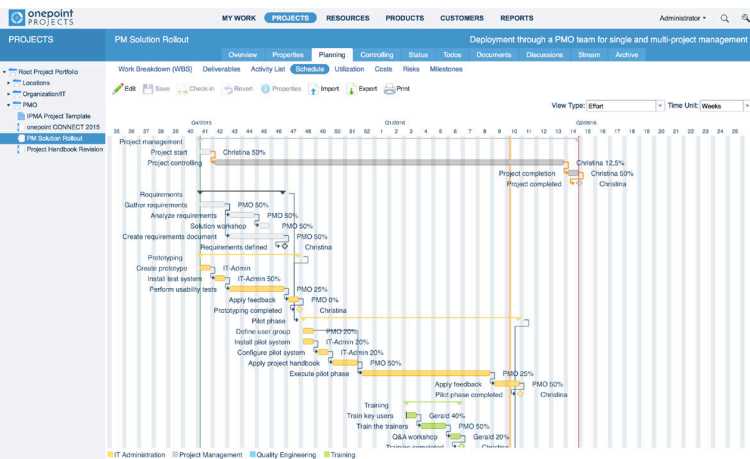 onepoint
PROJECTS
MY WORK PROJECTS RESOURCES PRODUCTS CUSTOMERS REPORTS
Administrator
PROJECTS
PM Solution Rollout
Deployment through a PMO team for single and multi-project management
Overview Properties Planning Controlling Status Todos Documents Discussions Stream Archive
Root Project Portfolio
Locations
Organization/IT
PMO
IPMA Project Template
onepoint CONNECT 2015
PM Solution Rollout
Project Handbook Revision
Work Breakdown (WBS) Deliverables Activity List Schedule Utilization Costs Risks Milestones
Edit Save Check-in Revert Properties Import Export Print
View Type: Effort Time Unit: Weeks
Q4/2015 Q1/2016 Q2/2016
35 36 37 38 39 40 41 42 43 44 45 46 47 48 49 50 51 52 53 1 2 3 4 5 6 7 8 9 10 11 12 13 14 15 16 17 18 19 20 21 22 23 24 25
Project management
Project start Christina 50%
Project controlling Christina 12.5%
Project completion Christina 50%
Project completed Christina
Requirements
Gather requirements PMO 50%
Analyze requirements PMO 50%
Solution workshop PMO 50%
Create requirements document PMO 50%
Requirements defined Christina
Prototyping
Create prototype IT-Admin
Install test system IT-Admin 50%
Perform usability tests PMO 25%
Apply feedback PMO 0%
Prototyping completed Christina
Pilot phase
Define user group PMO 20%
Install pilot system IT-Admin 20%
Configure pilot system IT-Admin 20%
Apply project handbook PMO 50%
Execute pilot phase PMO 25%
Apply feedback PMO 50%
Pilot phase completed Christina
Training
Train key users Gerald 40%
Train the trainers PMO 50%
Q&A workshop Gerald 20%
Training completed Christina
IT Administration Project Management Quality Engineering Training